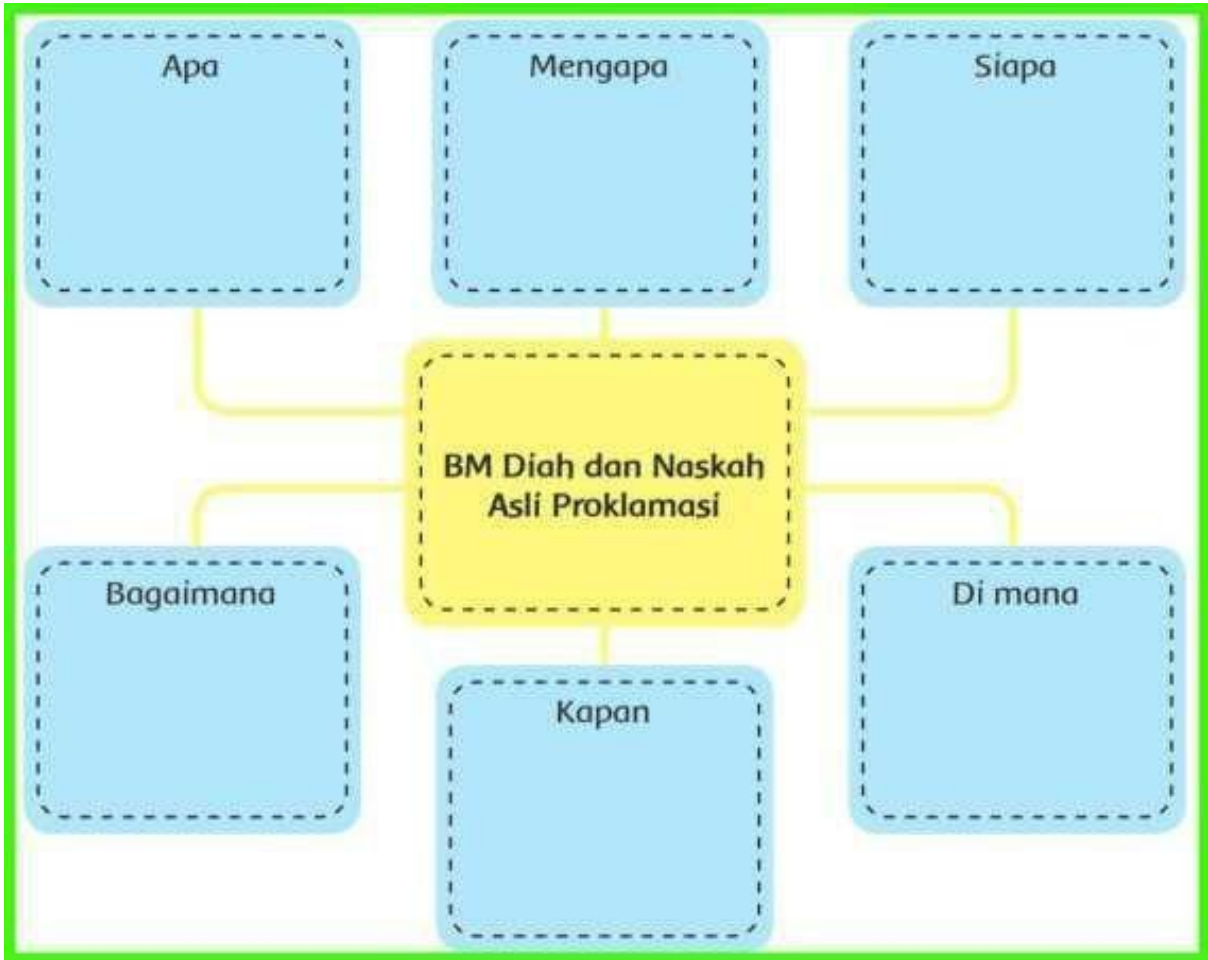 Apa
Mengapa
Siapa
BM Diah dan Naskah
Asli Proklamasi
Bagaimana
Di mana
Kapan